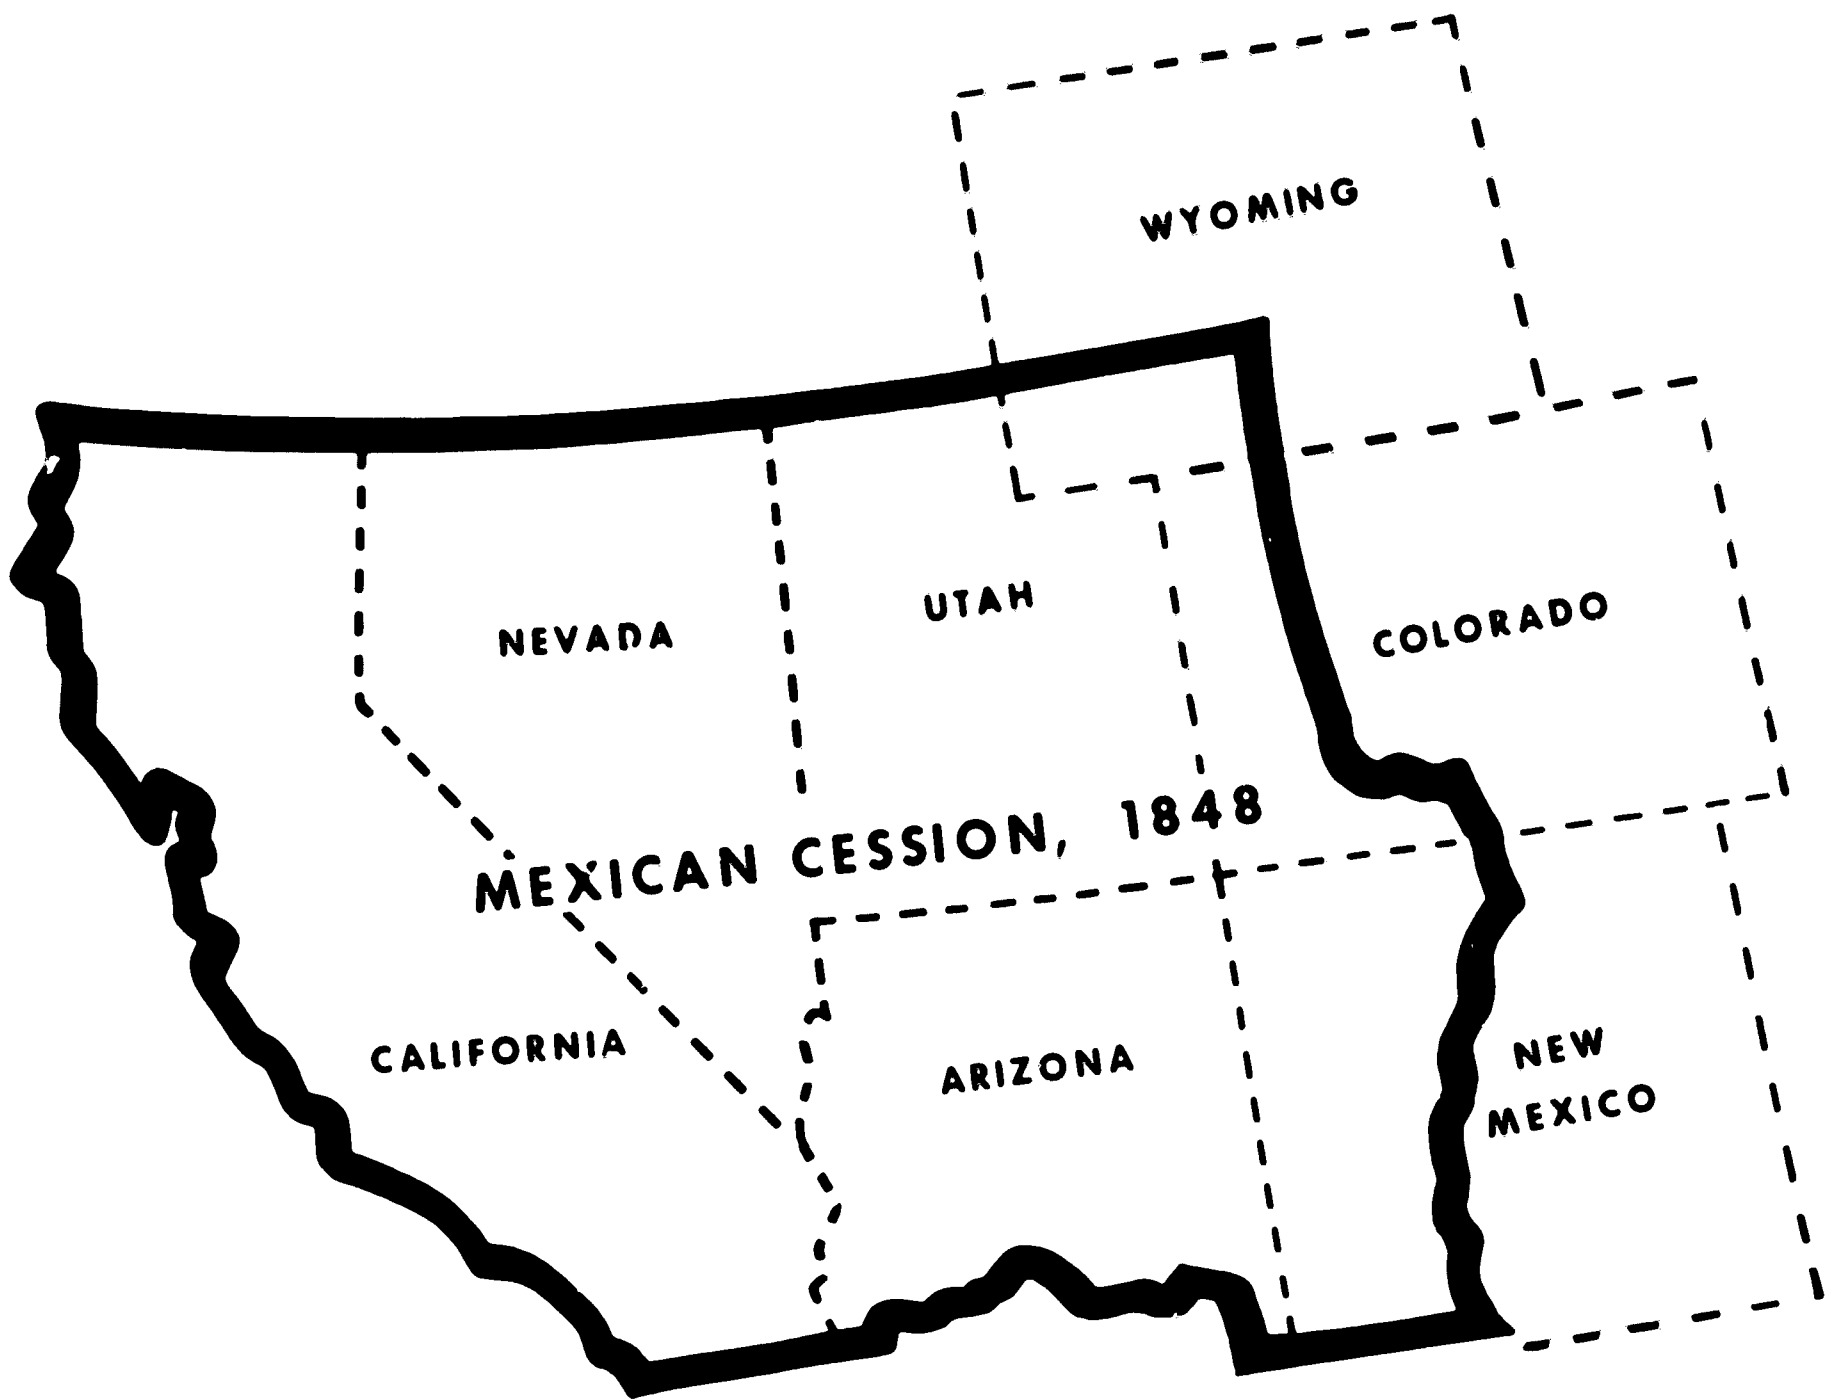 WYOMING
UTAH
NEVADA
COLORADO
MEXICAN CESSION, 1848
CALIFORNIA
ARIZONA
NEW
MEXICO